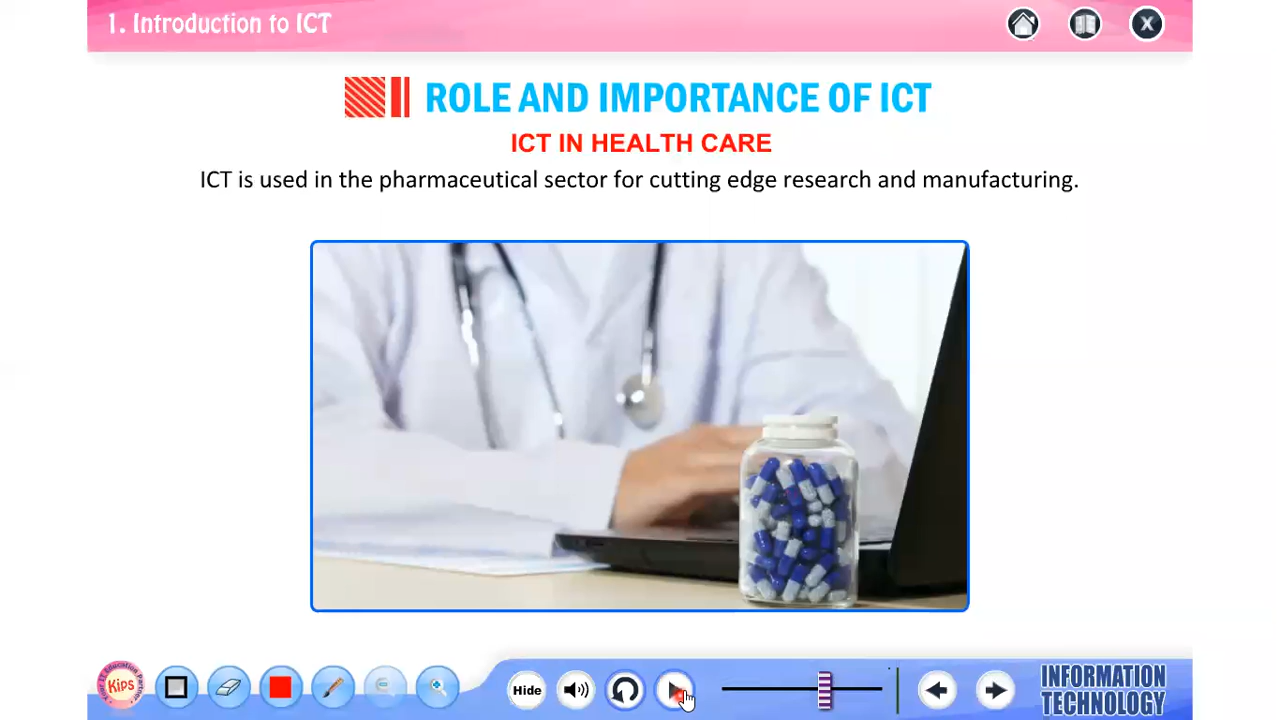 1. Introduction to ICT
X
ROLE AND IMPORTANCE OF ICT
ICT IN HEALTH CARE
ICT is used in the pharmaceutical sector for cutting edge research and manufacturing.
Kips
Hide
INFORMATION
TECHNOLOGY